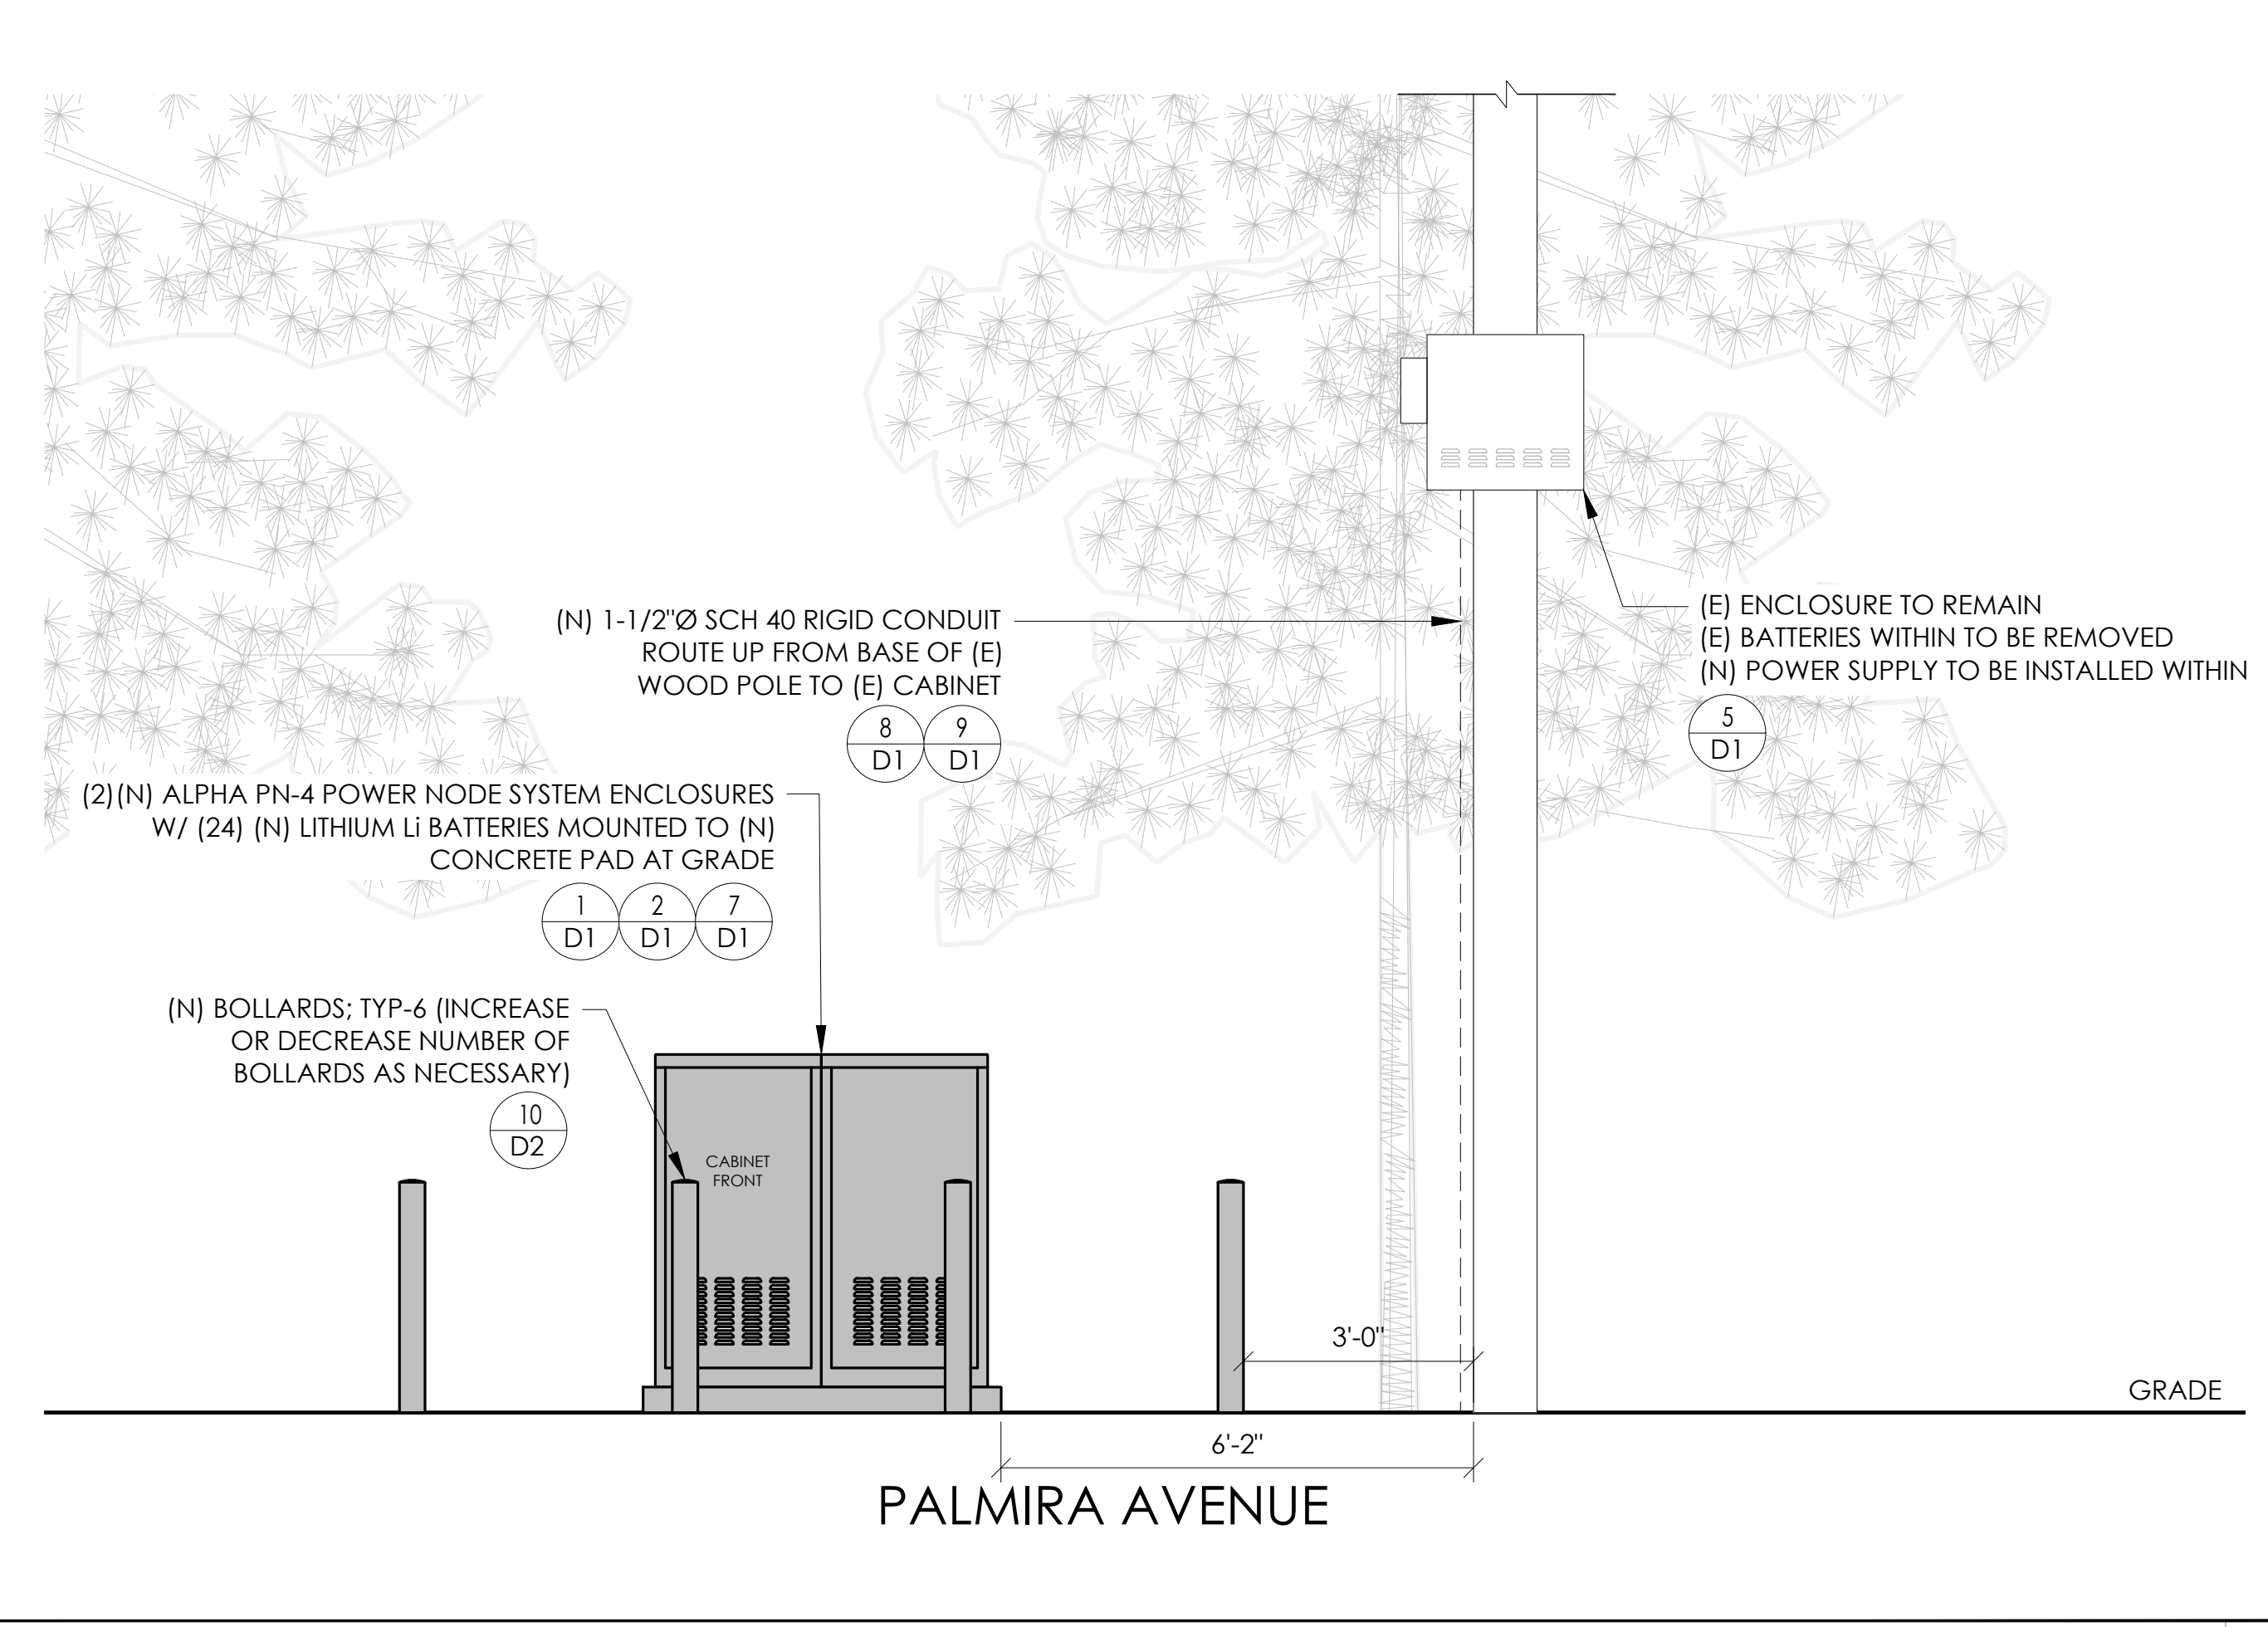 (N) 1-1/2"Ø SCH 40 RIGID CONDUIT
ROUTE UP FROM BASE OF (E)
WOOD POLE TO (E) CABINET
8
D1
9
D1
(E) ENCLOSURE TO REMAIN
(E) BATTERIES WITHIN TO BE REMOVED
(N) POWER SUPPLY TO BE INSTALLED WITHIN
5
D1
(2)(N) ALPHA PN-4 POWER NODE SYSTEM ENCLOSURES
W/ (24) (N) LITHIUM Li BATTERIES MOUNTED TO (N)
CONCRETE PAD AT GRADE
1
D1
2
D1
7
D1
(N) BOLLARDS; TYP-6 (INCREASE
OR DECREASE NUMBER OF
BOLLARDS AS NECESSARY)
10
D2
CABINET
FRONT
3'-0"
GRADE
6'-2"
PALMIRA AVENUE